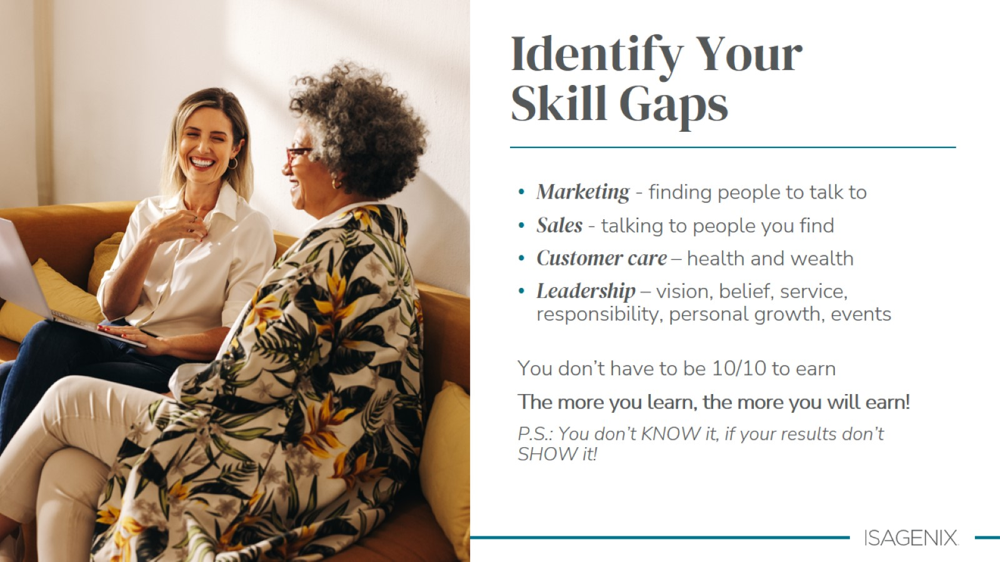 Identify Your
Skill Gaps
• Marketing - finding people to talk to
• Sales - talking to people you find
• Customer care – health and wealth
• Leadership – vision, belief, service,
responsibility, personal growth, events
You don’t have to be 10/10 to earn
The more you learn, the more you will earn!
P.S.: You don’t KNOW it, if your results don’t
SHOW it!
ISAGENIX